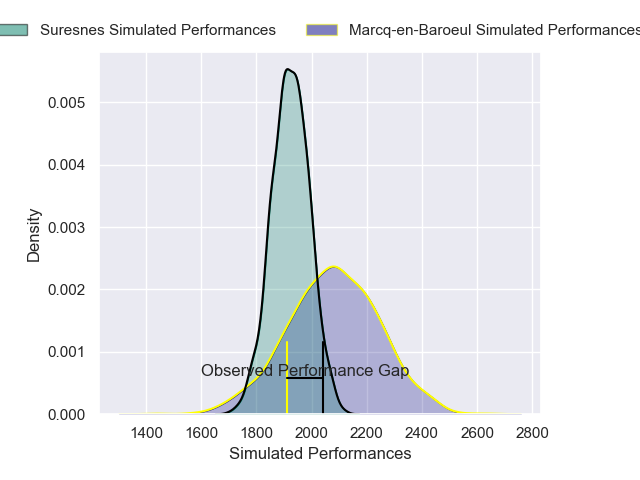 Suresnes Simulated Performances
Marcq-en-Baroeul Simulated Performances
0.005
0.004
0.003
0.002
0.001
0.000
Density
Observed Performance Gap
1400 1600 1800 2000 2200 2400 2600 2800
Simulated Performances